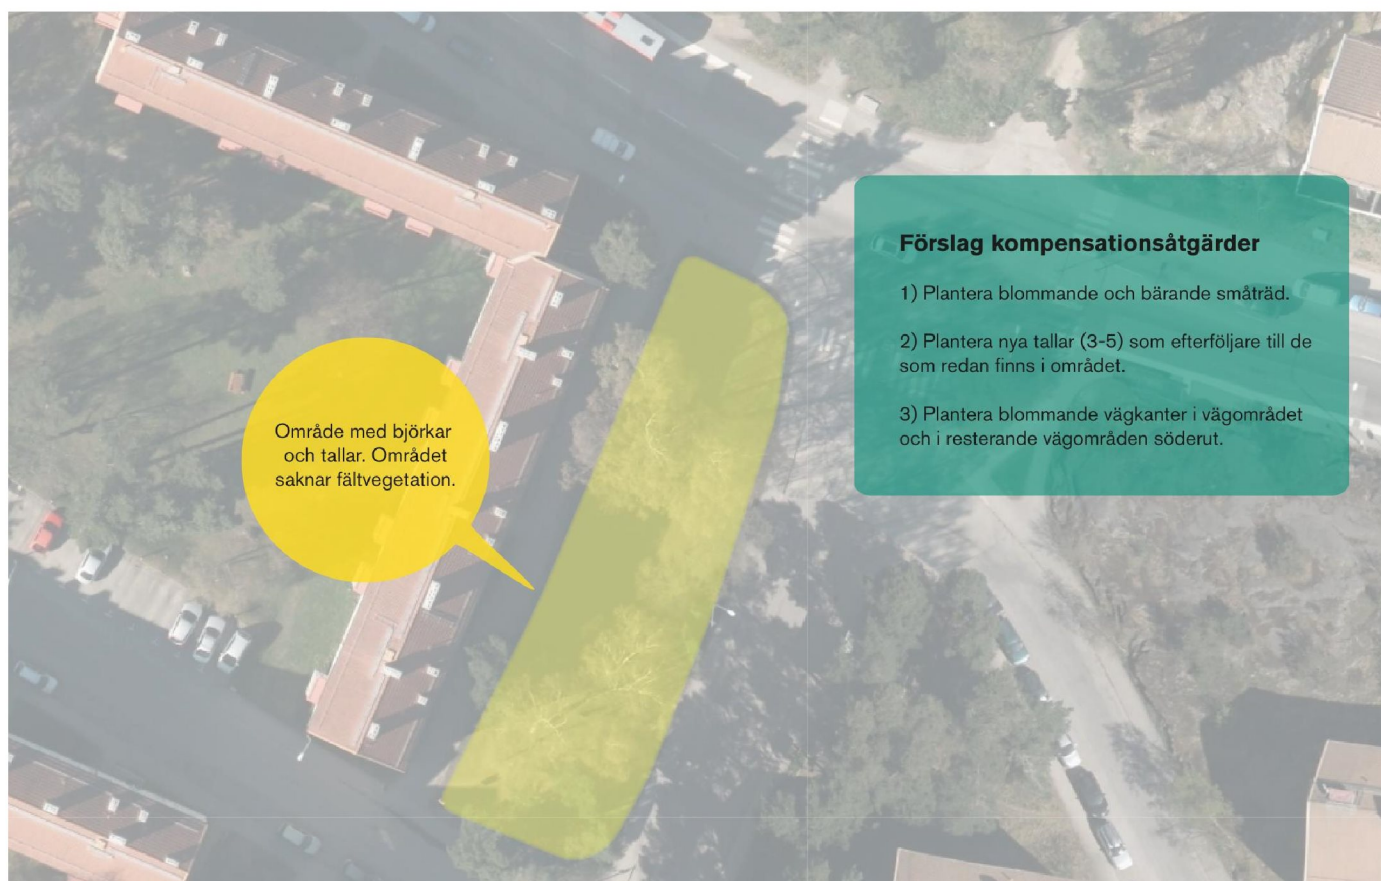 Område med björkar
och tallar. Området
saknar fältvegetation.
Förslag kompensationsåtgärder
1) Plantera blommande och bärande småträd.
2) Plantera nya tallar (3-5) som efterföljare till de
som redan finns i området.
3) Plantera blommande vägkanter i vägområdet
och i resterande vägområden söderut.